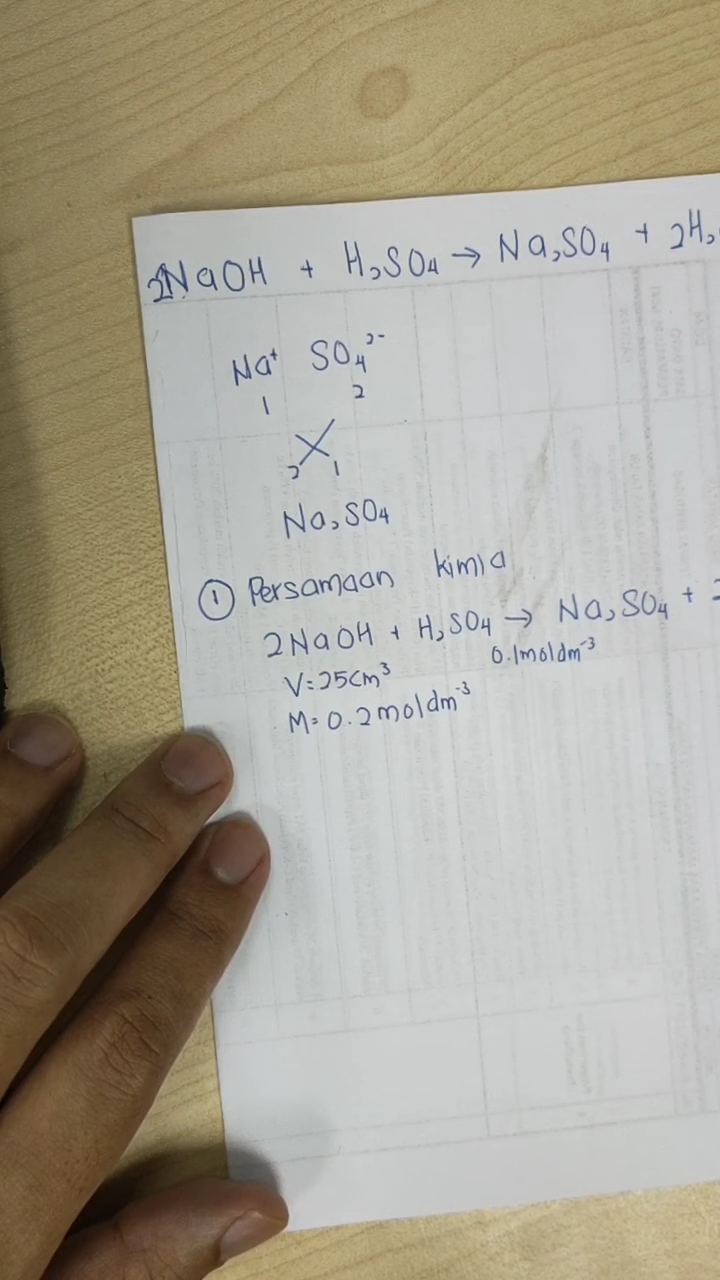 2NaOH + H₂SO₄ → Na₂SO₄ + 2H₂
Na⁺ SO₄²⁻
1 2
2 1
Na₂SO₄
① Persamaan kimia
2NaOH + H₂SO₄ → Na₂SO₄ + 2
V=25cm³ 0.1moldm⁻³
M=0.2moldm⁻³